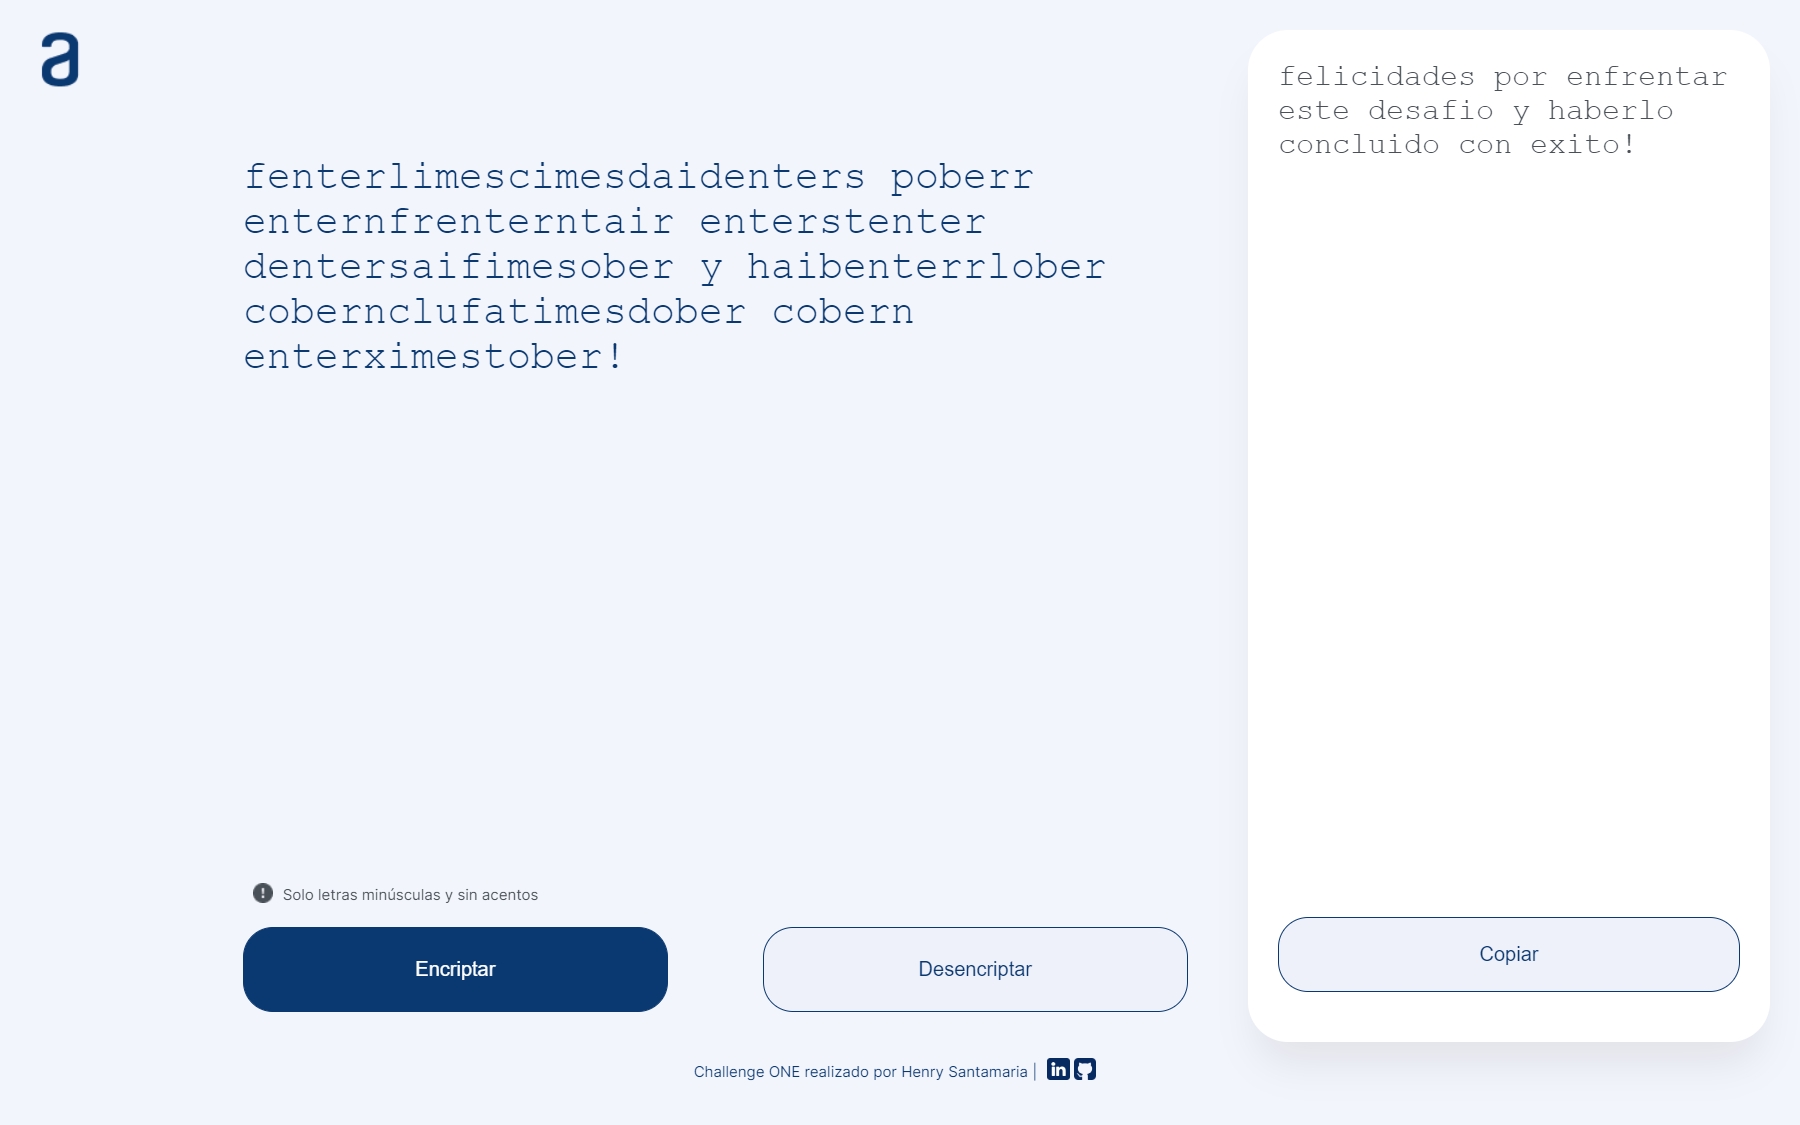 a
fenterlimescimesdaidenters poberr
enternfrenterntair enterstenter
dentersaifimesober y haibenterrlober
cobernclufatimesdober cobern
enterximestober!
Solo letras minúsculas y sin acentos
Encriptar
Desencriptar
felicidades por enfrentar
este desafio y haberlo
concluido con exito!
Copiar
Challenge ONE realizado por Henry Santamaria |